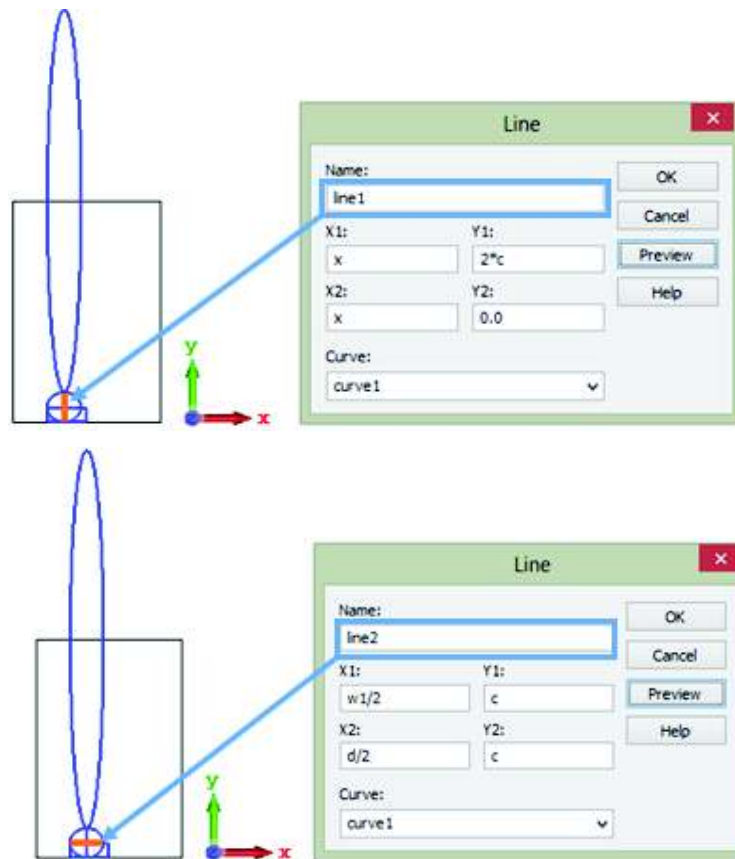 Line
Name:
OK
line1
Cancel
X1: Y1:
x 2*c
Preview
X2: Y2:
Help
x 0.0
Curve:
curve1
y
x
Line
Name:
OK
line2
Cancel
X1: Y1:
w1/2 c
Preview
X2: Y2:
Help
d/2 c
Curve:
curve1
y
x